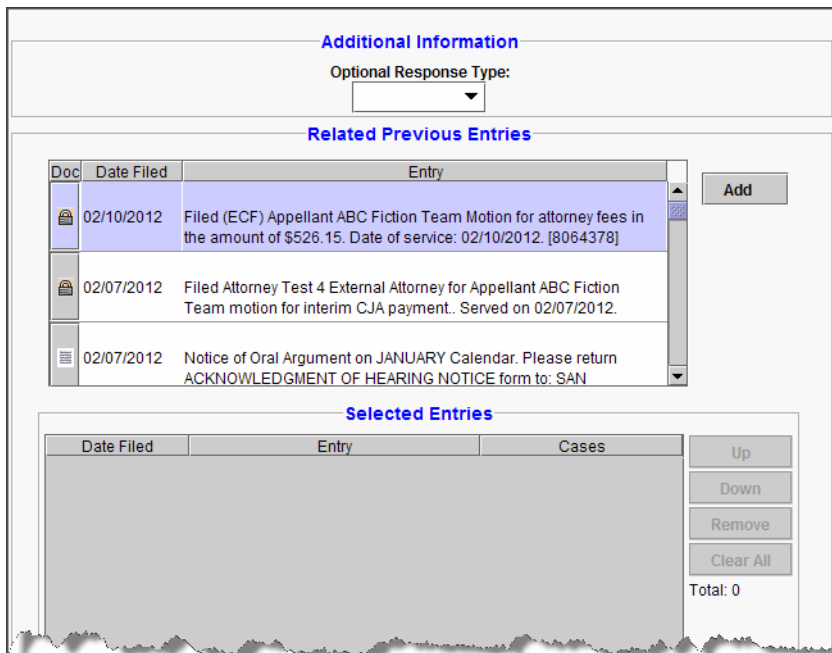 Additional Information
Optional Response Type:
Related Previous Entries
Doc Date Filed Entry
Add
02/10/2012 Filed (ECF) Appellant ABC Fiction Team Motion for attorney fees in
the amount of $526.15. Date of service: 02/10/2012. [8064378]
02/07/2012 Filed Attorney Test 4 External Attorney for Appellant ABC Fiction
Team motion for interim CJA payment.. Served on 02/07/2012.
02/07/2012 Notice of Oral Argument on JANUARY Calendar. Please return
ACKNOWLEDGMENT OF HEARING NOTICE form to: SAN
Selected Entries
Date Filed Entry Cases
Up
Down
Remove
Clear All
Total: 0